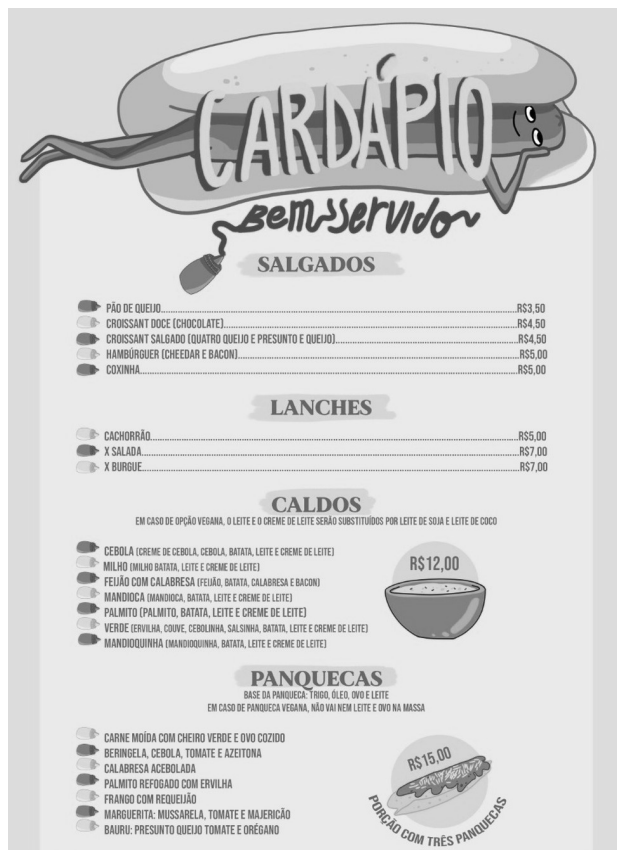 CARDÁPIO
Bem Servido
SALGADOS
PÃO DE QUEIJO....................R$3,50
CROISSANT DOCE (CHOCOLATE)....................R$4,50
CROISSANT SALGADO (QUATRO QUEIJO E PRESUNTO E QUEIJO)....................R$4,50
HAMBÚRGUER (CHEEDAR E BACON)....................R$5,00
COXINHA....................R$5,00
LANCHES
CACHORRÃO....................R$5,00
X SALADA....................R$7,00
X BURGUE....................R$7,00
CALDOS
EM CASO DE OPÇÃO VEGANA, O LEITE E O CREME DE LEITE SERÃO SUBSTITUÍDOS POR LEITE DE SOJA E LEITE DE COCO
CEBOLA (CREME DE CEBOLA, CEBOLA, BATATA, LEITE E CREME DE LEITE)
MILHO (MILHO BATATA, LEITE E CREME DE LEITE)
FEIJÃO COM CALABRESA (FEIJÃO, BATATA, CALABRESA E BACON)
MANDIOCA (MANDIOCA, BATATA, LEITE E CREME DE LEITE)
PALMITO (PALMITO, BATATA, LEITE E CREME DE LEITE)
VERDE (ERVILHA, COUVE, CEBOLINHA, SALSINHA, BATATA, LEITE E CREME DE LEITE)
MANDIOQUINHA (MANDIOQUINHA, BATATA, LEITE E CREME DE LEITE)
R$12,00
PANQUECAS
BASE DA PANQUECA: TRIGO, ÓLEO, OVO E LEITE
EM CASO DE PANQUECA VEGANA, NÃO VAI NEM LEITE E OVO NA MASSA
CARNE MOÍDA COM CHEIRO VERDE E OVO COZIDO
BERINGELA, CEBOLA, TOMATE E AZEITONA
CALABRESA ACEBOLADA
PALMITO REFOGADO COM ERVILHA
FRANGO COM REQUEIJÃO
MARGUERITA: MUSSARELA, TOMATE E MAJERICÃO
BAURU: PRESUNTO QUEIJO TOMATE E ORÉGANO
R$15,00
PORÇÃO COM TRÊS PANQUECAS